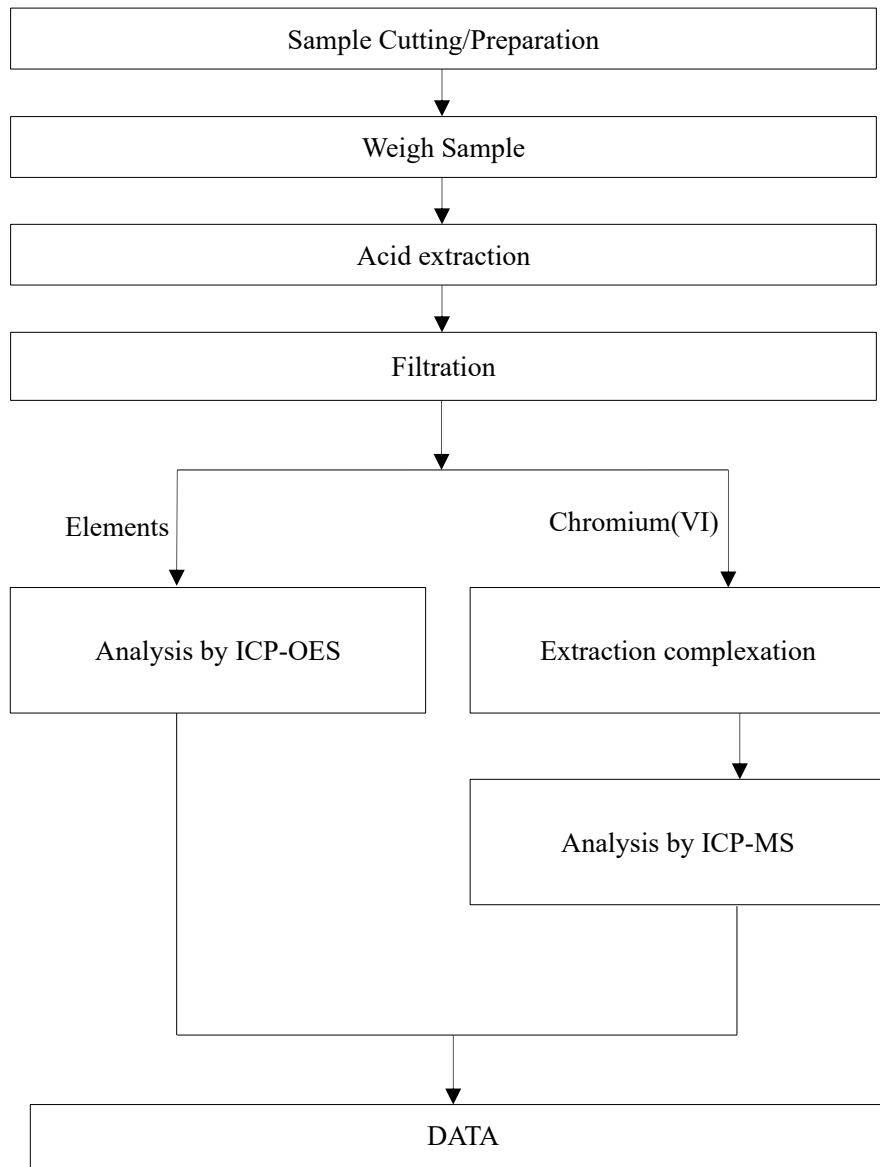 Sample Cutting/Preparation
Weigh Sample
Acid extraction
Filtration
Elements
Chromium(VI)
Analysis by ICP-OES
Extraction complexation
Analysis by ICP-MS
DATA